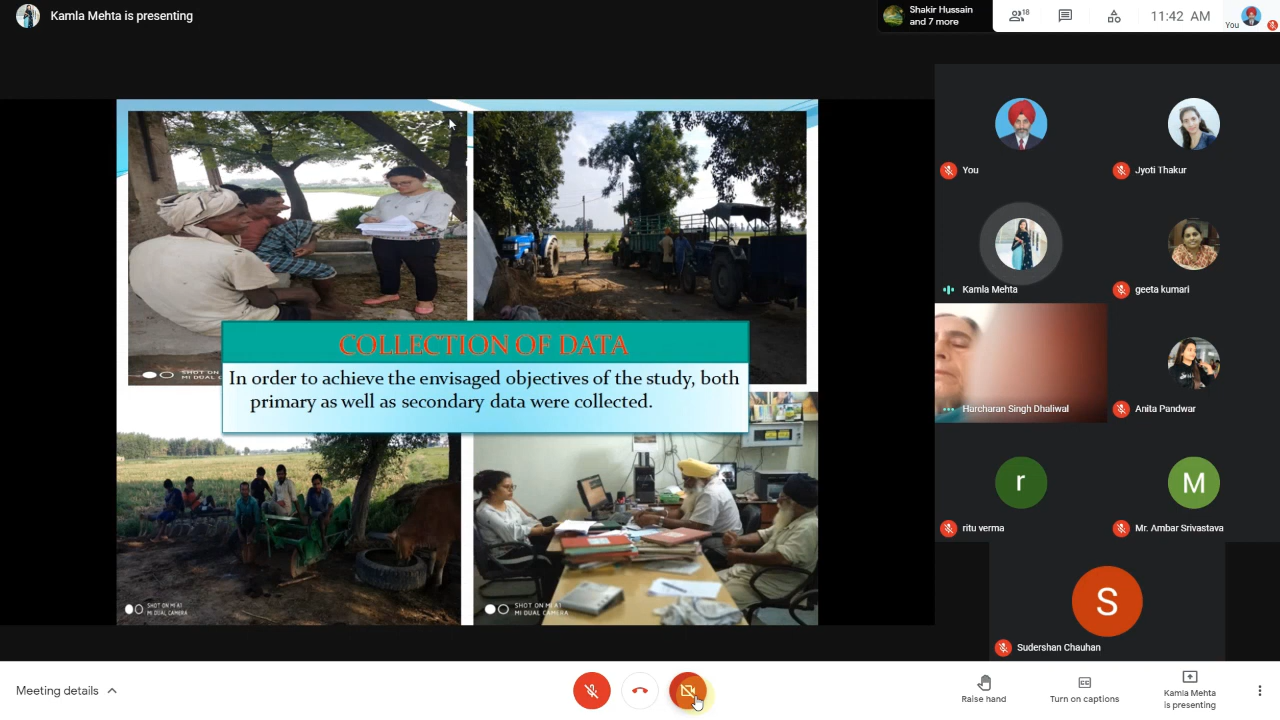 Kamla Mehta is presenting
Shakir Hussain
and 7 more
18
11:42 AM
You
You
Jyoti Thakur
Kamla Mehta
geeta kumari
COLLECTION OF DATA
In order to achieve the envisaged objectives of the study, both
primary as well as secondary data were collected.
SHOT ON
MI DUAL C
Harcharan Singh Dhaliwal
Anita Pandwar
r
M
ritu verma
Mr. Ambar Srivastava
SHOT ON MI A1
MI DUAL CAMERA
SHOT ON MI A1
MI DUAL CAMERA
S
Sudershan Chauhan
Meeting details
Raise hand
Turn on captions
Kamla Mehta
is presenting